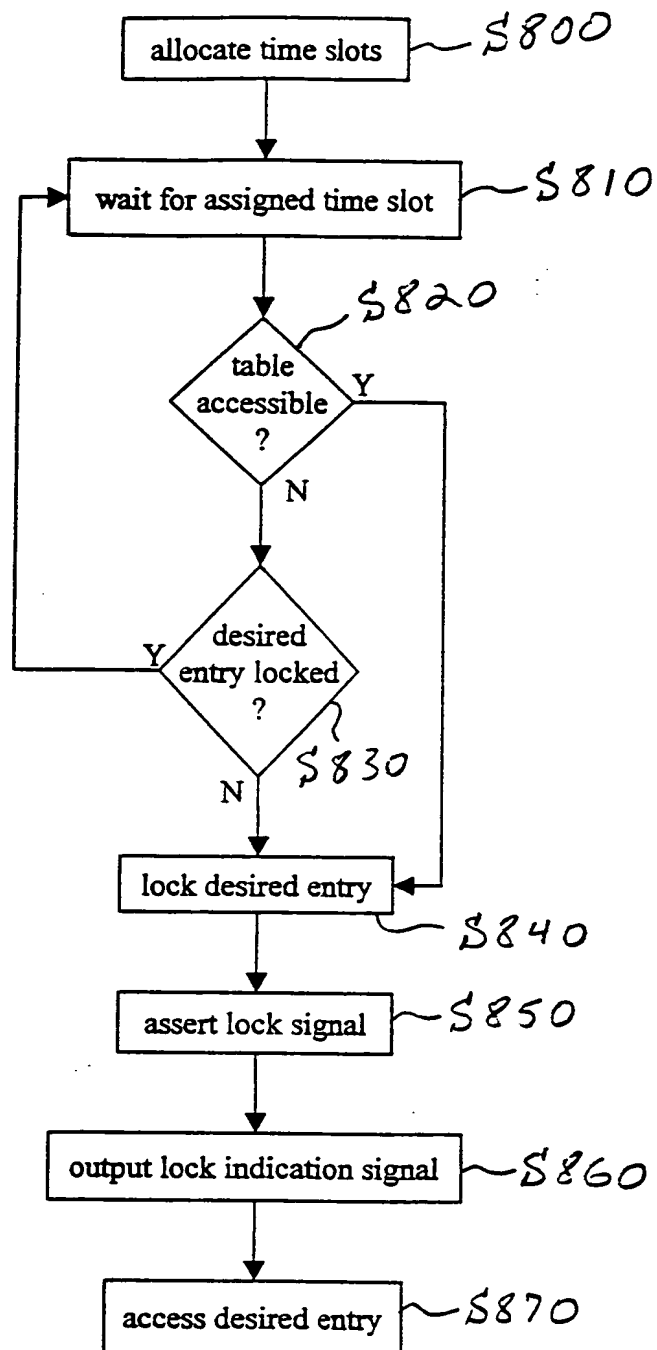 allocate time slots S800
wait for assigned time slot S810
S820
table
accessible
?
Y
N
desired
entry locked
?
Y
S830
N
lock desired entry
S840
assert lock signal S850
output lock indication signal S860
access desired entry S870